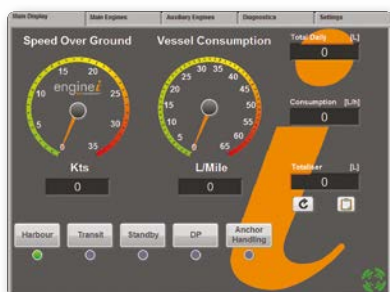 Main Display Main Engines Auxiliary Engines Diagnostics Settings
Speed Over Ground Vessel Consumption Total Daily [L]
0
0 5 10 15 20 25 30 35
enginei
0 5 10 15 20 25 30 35 40 45 50 55 60 65
Consumption [L/h]
0
Kts L/Mile
0 0
Totaliser [L]
0
Harbour Transit Standby DP Anchor
Handling